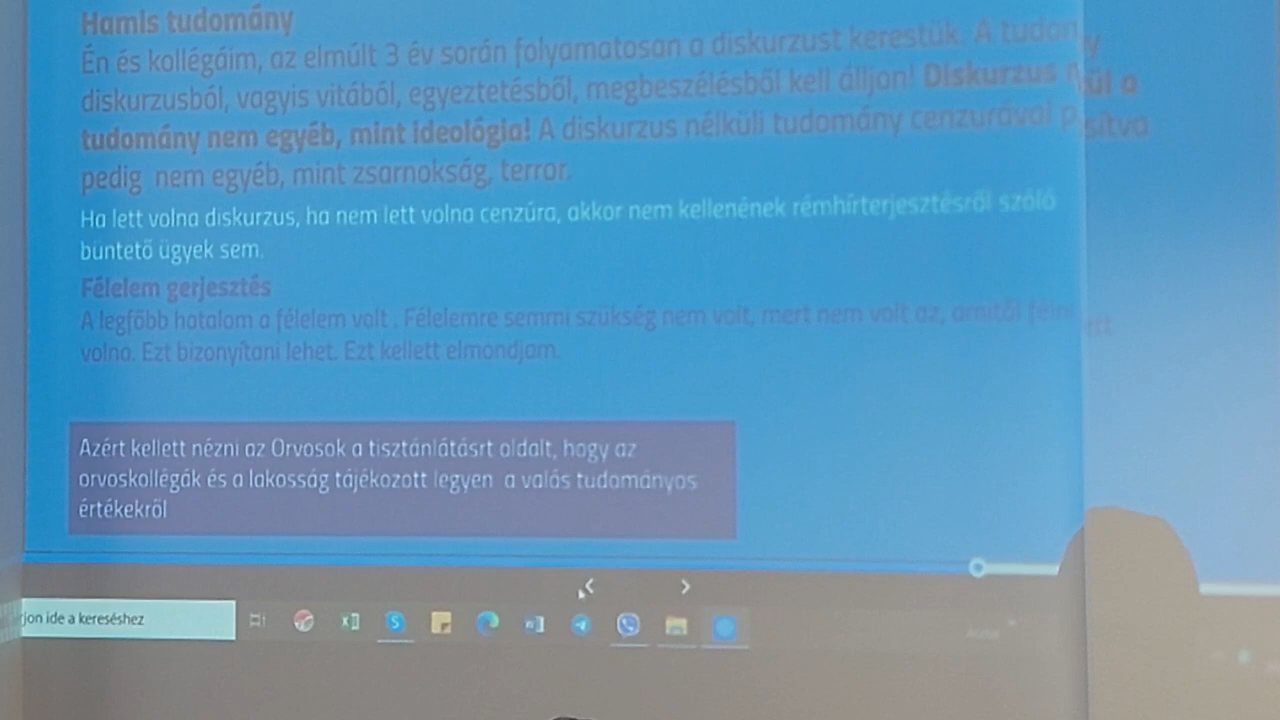 Hamis tudomány
Én és kollégáim, az elmúlt 3 év során folyamatosan a diskurzust kerestük. A tudomány
diskurzusból, vagyis vitából, egyeztetésből, megbeszélésből kell álljon! Diskurzus nélkül a
tudomány nem egyéb, mint ideológia! A diskurzus nélküli tudomány cenzurával
pedig nem egyéb, mint zsarnokság, terror.
Ha lett volna diskurzus, ha nem lett volna cenzúra, akkor nem kellenének rémhírterjesztésről szóló
büntető ügyek sem.
Félelem gerjesztés
A legfőbb hatalom a félelem volt . Félelemre semmi szükség nem volt, mert nem volt az, amitől félni
volna. Ezt bizonyítani lehet. Ezt kellett elmondjam.
Azért kellett nézni az Orvosok a tisztánlátásrt oldalt, hogy az
orvoskollégák és a lakosság tájékozott legyen a valós tudományos
értékekről
jon ide a kereséshez